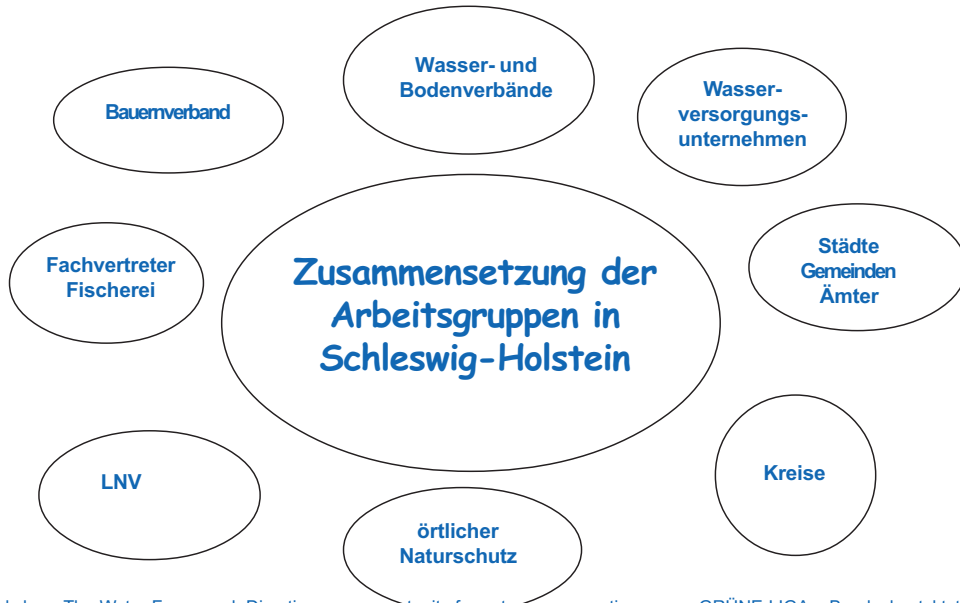 Wasser- und
Bodenverbände
Bauernverband
Wasser-
versorgungs-
unternehmen
Fachvertreter
Fischerei
Städte
Gemeinden
Ämter
Zusammensetzung der
Arbeitsgruppen in
Schleswig-Holstein
LNV
Kreise
örtlicher
Naturschutz